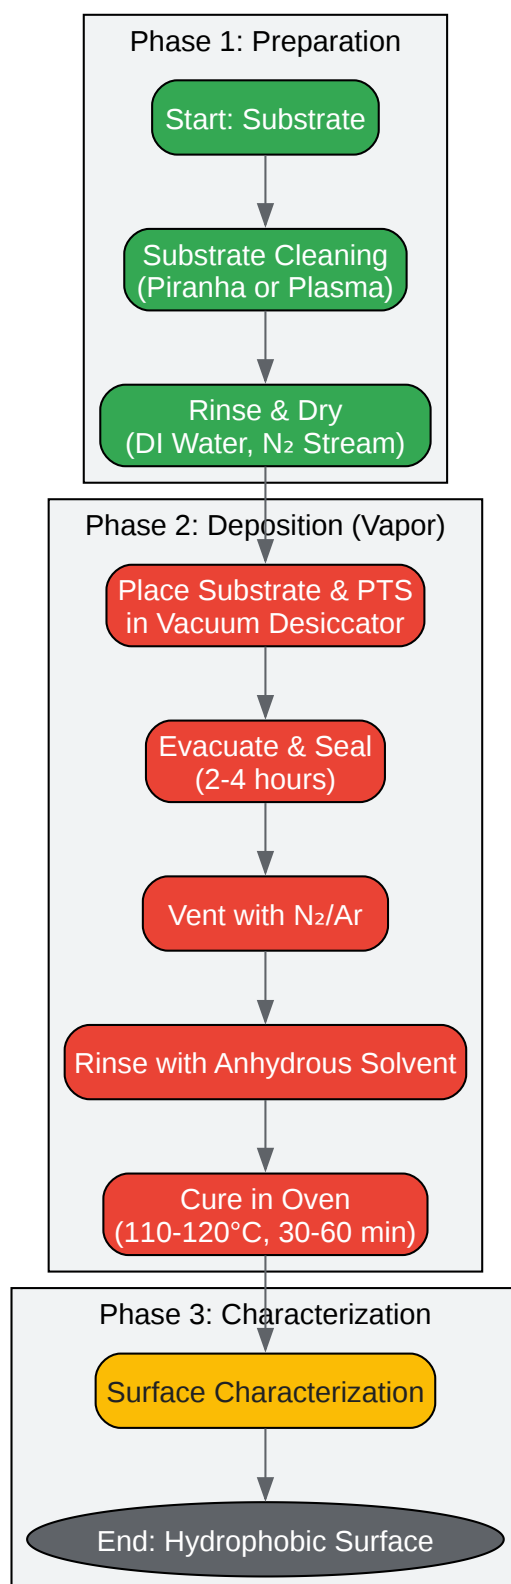 Phase 1: Preparation
Start: Substrate
Substrate Cleaning
(Piranha or Plasma)
Rinse & Dry
(DI Water, N₂ Stream)
Phase 2: Deposition (Vapor)
Place Substrate & PTS
in Vacuum Desiccator
Evacuate & Seal
(2-4 hours)
Vent with N₂/Ar
Rinse with Anhydrous Solvent
Cure in Oven
(110-120°C, 30-60 min)
Phase 3: Characterization
Surface Characterization
End: Hydrophobic Surface